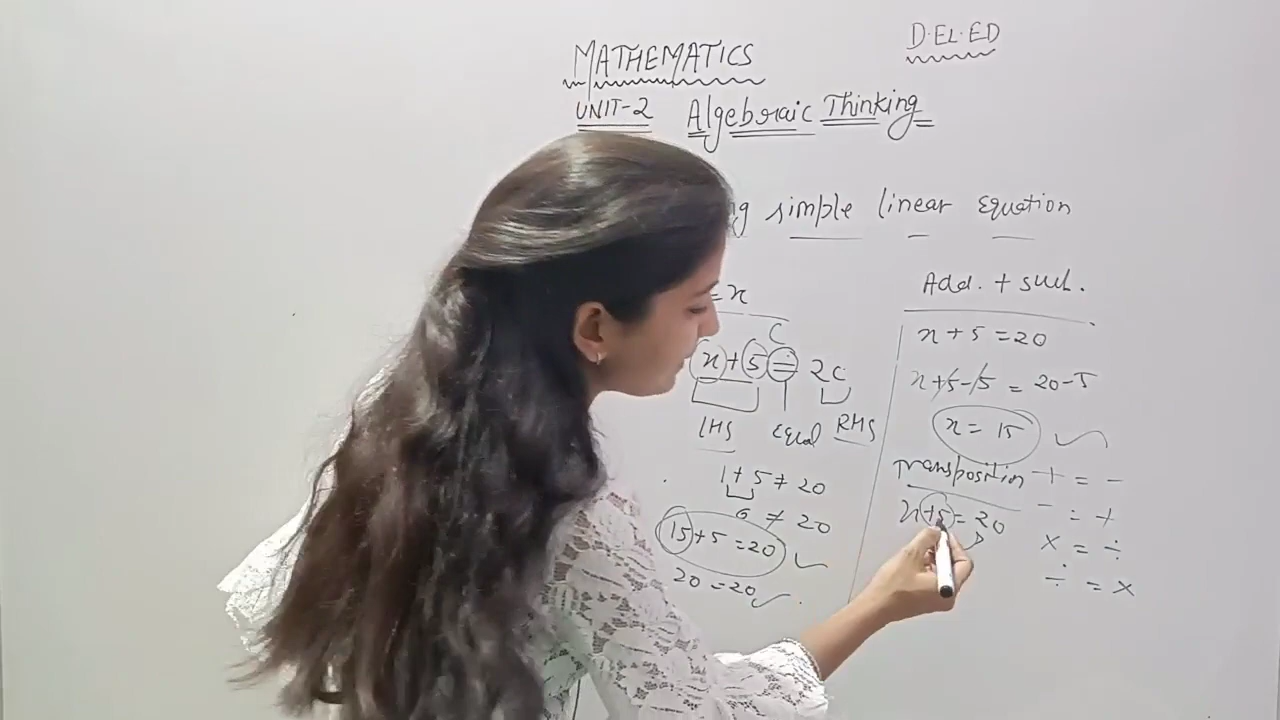 MATHEMATICS
D.EL.ED
UNIT-2 Algebraic Thinking
simple linear Equation
= x
C
x + 5 = 20
LHS Equal RHS
1 + 5 ≠ 20
6 ≠ 20
15 + 5 = 20 ✓
20 = 20 ✓
Add. + sub.
x + 5 = 20
x + 5 - 5 = 20 - 5
x = 15 ✓
Transposition
x + 5 = 20
+ = -
- = +
× = ÷
÷ = ×